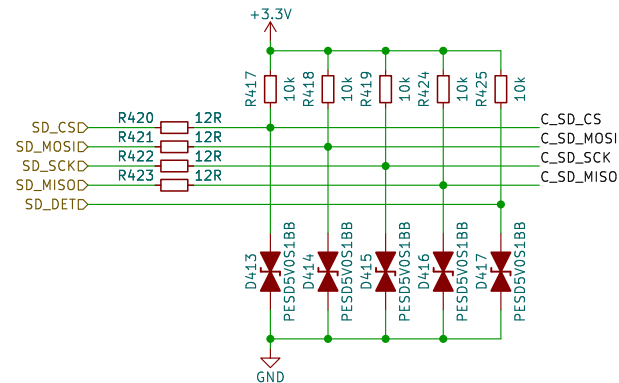 +3.3V
R417 10k R418 10k R419 10k R424 10k R425 10k
R420 12R
SD_CS C_SD_CS
R421 12R
SD_MOSI C_SD_MOSI
R422 12R
SD_SCK C_SD_SCK
R423 12R
SD_MISO C_SD_MISO
SD_DET
D413 PESD5V0S1BB D414 PESD5V0S1BB D415 PESD5V0S1BB D416 PESD5V0S1BB D417 PESD5V0S1BB
GND